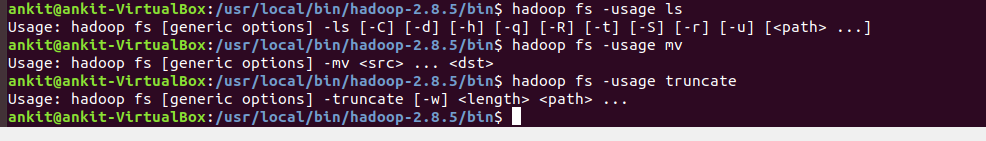 ankit@ankit-VirtualBox:/usr/local/bin/hadoop-2.8.5/bin$ hadoop fs -usage ls
Usage: hadoop fs [generic options] -ls [-C] [-d] [-h] [-q] [-R] [-t] [-S] [-r] [-u] [<path> ...]
ankit@ankit-VirtualBox:/usr/local/bin/hadoop-2.8.5/bin$ hadoop fs -usage mv
Usage: hadoop fs [generic options] -mv <src> ... <dst>
ankit@ankit-VirtualBox:/usr/local/bin/hadoop-2.8.5/bin$ hadoop fs -usage truncate
Usage: hadoop fs [generic options] -truncate [-w] <length> <path> ...
ankit@ankit-VirtualBox:/usr/local/bin/hadoop-2.8.5/bin$